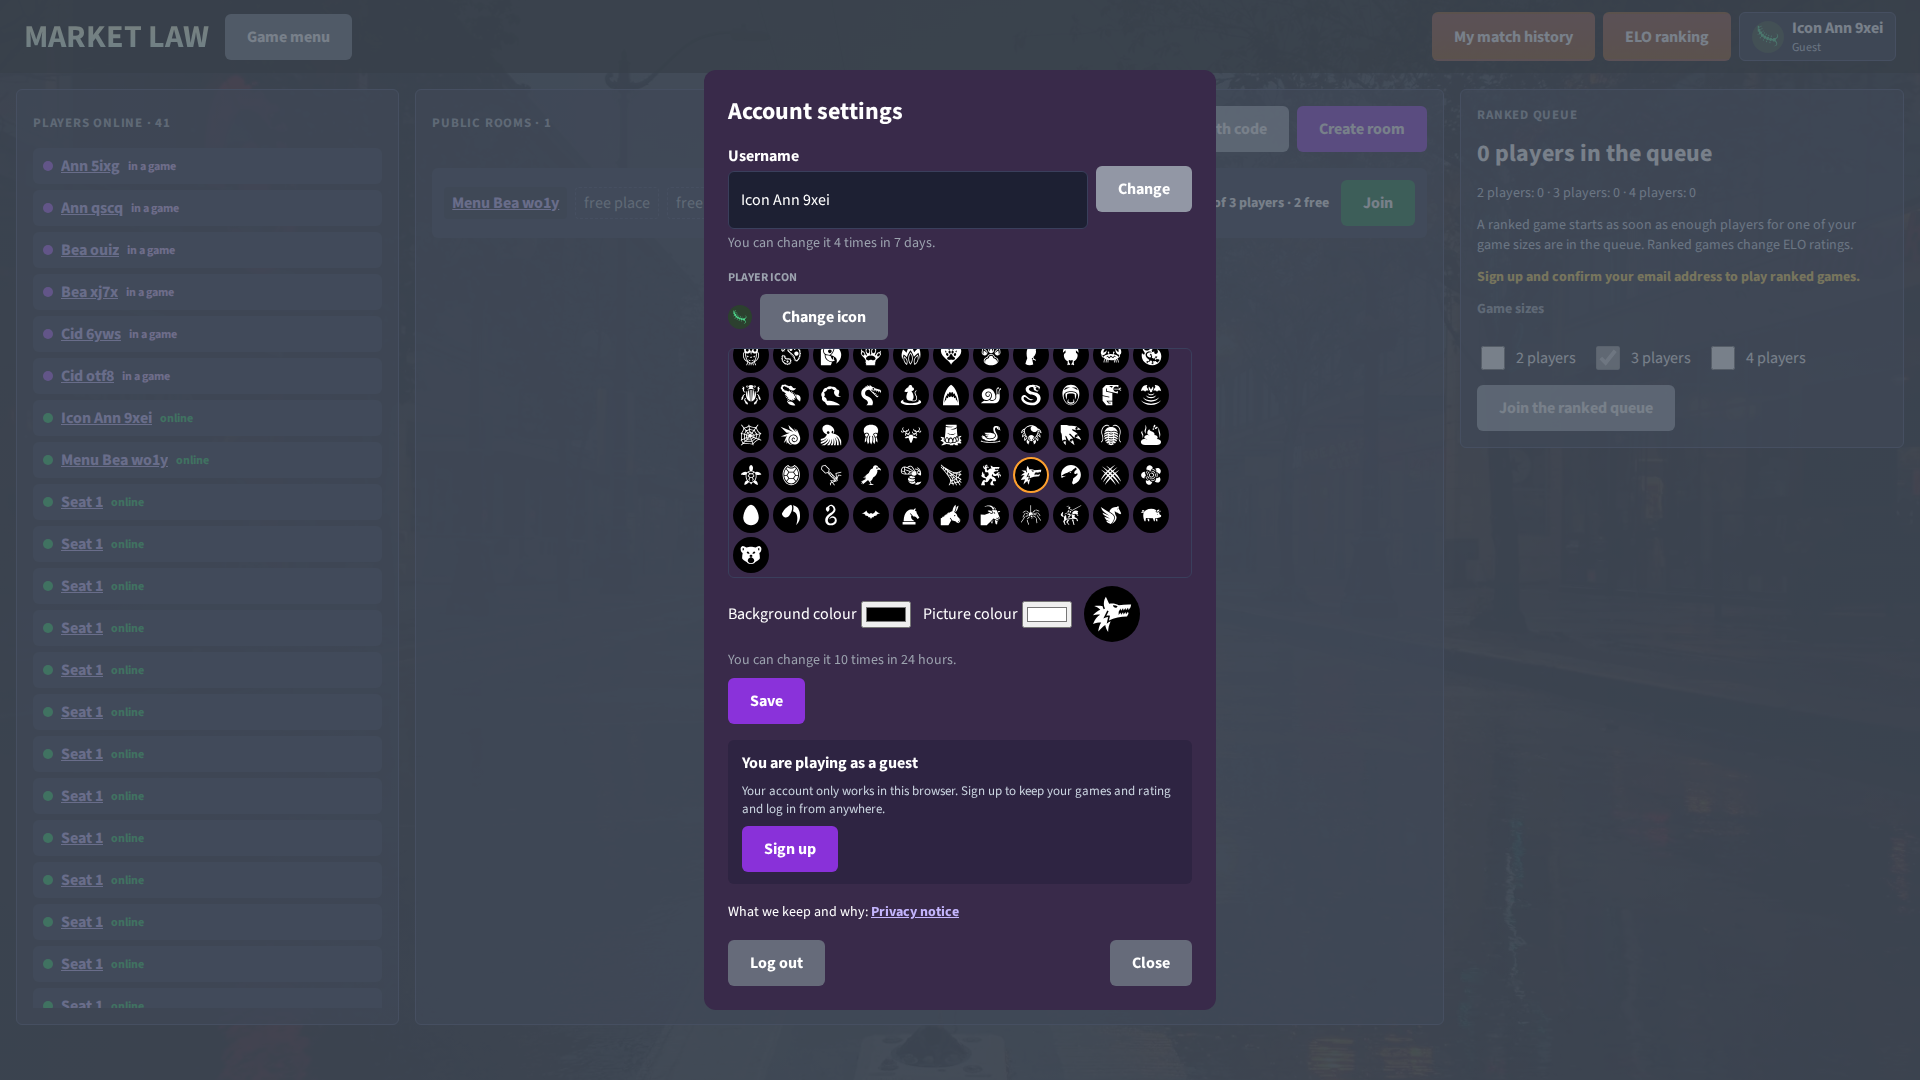 MARKET LAW
Game menu
My match history
ELO ranking
Icon Ann 9xei
Guest
PLAYERS ONLINE · 41
Ann 5ixg in a game
Ann qscq in a game
Bea ouiz in a game
Bea xj7x in a game
Cid 6yws in a game
Cid otf8 in a game
Icon Ann 9xei online
Menu Bea wo1y online
Seat 1 online
Seat 1 online
Seat 1 online
Seat 1 online
Seat 1 online
Seat 1 online
Seat 1 online
Seat 1 online
Seat 1 online
Seat 1 online
Seat 1 online
Seat 1 online
Seat 1 online
PUBLIC ROOMS · 1
th code
Create room
Menu Bea wo1y
free place
free
of 3 players · 2 free
Join
Account settings
Username
Icon Ann 9xei
Change
You can change it 4 times in 7 days.
PLAYER ICON
Change icon
Background colour
Picture colour
You can change it 10 times in 24 hours.
Save
You are playing as a guest
Your account only works in this browser. Sign up to keep your games and rating
and log in from anywhere.
Sign up
What we keep and why: Privacy notice
Log out
Close
RANKED QUEUE
0 players in the queue
2 players: 0 · 3 players: 0 · 4 players: 0
A ranked game starts as soon as enough players for one of your
game sizes are in the queue. Ranked games change ELO ratings.
Sign up and confirm your email address to play ranked games.
Game sizes
2 players
3 players
4 players
Join the ranked queue